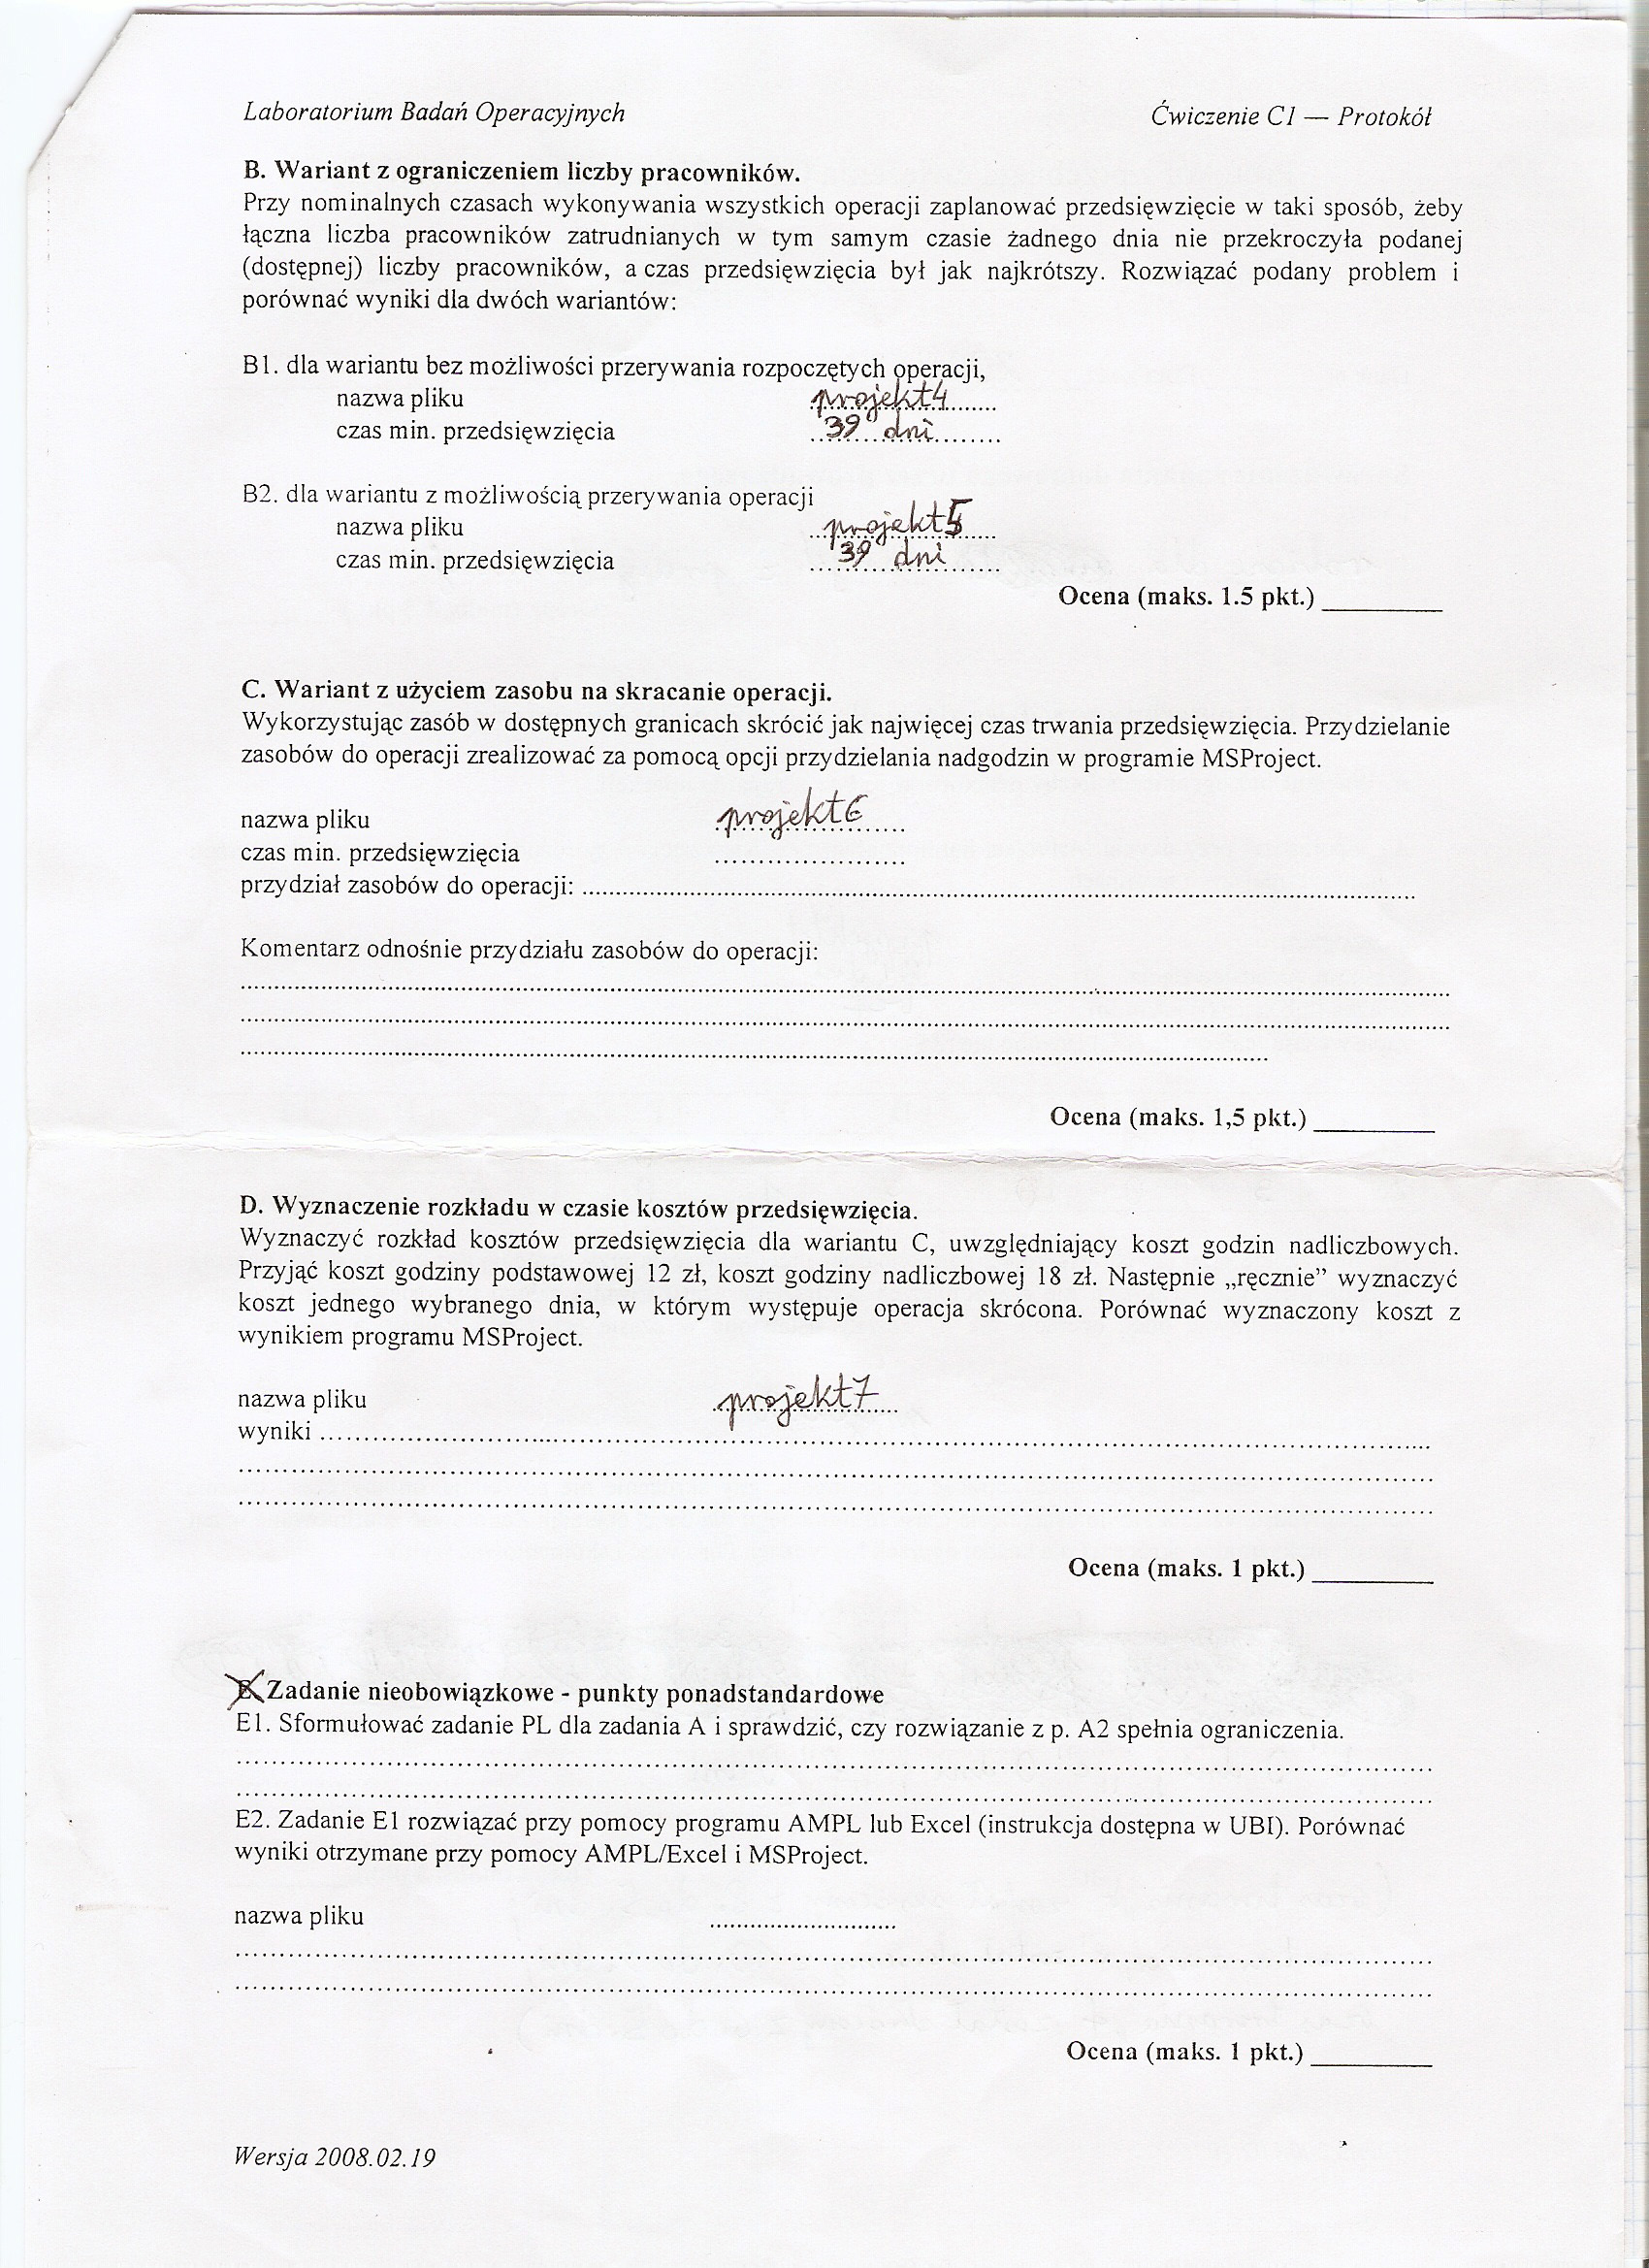 Laboratorium Badań Operacyjnych Ćwiczenie C1 — Protokół
B. Wariant z ograniczeniem liczby pracowników.
Przy nominalnych czasach wykonywania wszystkich operacji zaplanować przedsięwzięcie w taki sposób, żeby
łączna liczba pracowników zatrudnianych w tym samym czasie żadnego dnia nie przekroczyła podanej
(dostępnej) liczby pracowników, a czas przedsięwzięcia był jak najkrótszy. Rozwiązać podany problem i
porównać wyniki dla dwóch wariantów:
B1. dla wariantu bez możliwości przerywania rozpoczętych operacji,
nazwa pliku projekt4
czas min. przedsięwzięcia 39 dni
B2. dla wariantu z możliwością przerywania operacji
nazwa pliku projekt5
czas min. przedsięwzięcia 39 dni
Ocena (maks. 1.5 pkt.) ________
C. Wariant z użyciem zasobu na skracanie operacji.
Wykorzystując zasób w dostępnych granicach skrócić jak najwięcej czas trwania przedsięwzięcia. Przydzielanie
zasobów do operacji zrealizować za pomocą opcji przydzielania nadgodzin w programie MSProject.
nazwa pliku projekt6
czas min. przedsięwzięcia ........................
przydział zasobów do operacji: ........................
Komentarz odnośnie przydziału zasobów do operacji:
Ocena (maks. 1,5 pkt.) ________
D. Wyznaczenie rozkładu w czasie kosztów przedsięwzięcia.
Wyznaczyć rozkład kosztów przedsięwzięcia dla wariantu C, uwzględniający koszt godzin nadliczbowych.
Przyjąć koszt godziny podstawowej 12 zł, koszt godziny nadliczbowej 18 zł. Następnie „ręcznie” wyznaczyć
koszt jednego wybranego dnia, w którym występuje operacja skrócona. Porównać wyznaczony koszt z
wynikiem programu MSProject.
nazwa pliku projekt7
wyniki ........................
Ocena (maks. 1 pkt.) ________
E. Zadanie nieobowiązkowe - punkty ponadstandardowe
E1. Sformułować zadanie PL dla zadania A i sprawdzić, czy rozwiązanie z p. A2 spełnia ograniczenia.
E2. Zadanie E1 rozwiązać przy pomocy programu AMPL lub Excel (instrukcja dostępna w UBI). Porównać
wyniki otrzymane przy pomocy AMPL/Excel i MSProject.
nazwa pliku ........................
Ocena (maks. 1 pkt.) ________
Wersja 2008.02.19